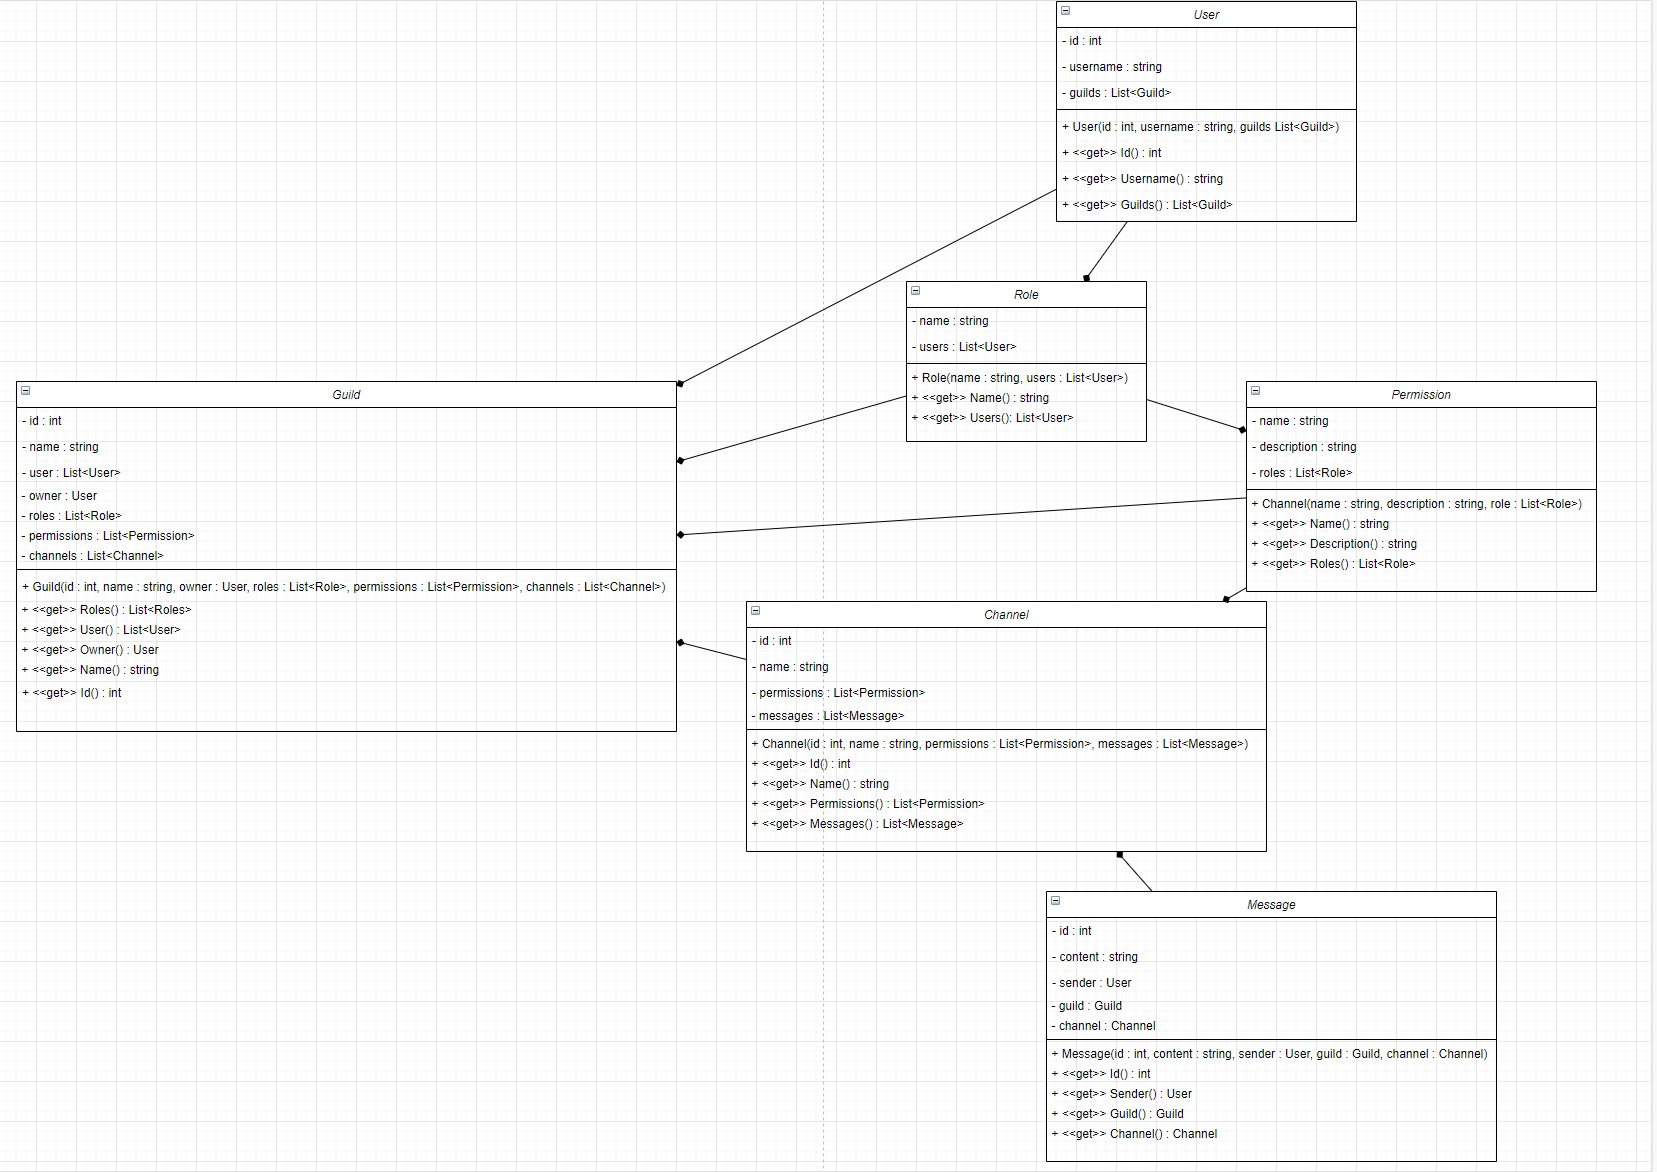 User
- id : int
- username : string
- guilds : List<Guild>
+ User(id : int, username : string, guilds List<Guild>)
+ <<get>> Id() : int
+ <<get>> Username() : string
+ <<get>> Guilds() : List<Guild>
Role
- name : string
- users : List<User>
+ Role(name : string, users : List<User>)
+ <<get>> Name() : string
+ <<get>> Users(): List<User>
Guild
- id : int
- name : string
- user : List<User>
- owner : User
- roles : List<Role>
- permissions : List<Permission>
- channels : List<Channel>
+ Guild(id : int, name : string, owner : User, roles : List<Role>, permissions : List<Permission>, channels : List<Channel>)
+ <<get>> Roles() : List<Roles>
+ <<get>> User() : List<User>
+ <<get>> Owner() : User
+ <<get>> Name() : string
+ <<get>> Id() : int
Permission
- name : string
- description : string
- roles : List<Role>
+ Channel(name : string, description : string, role : List<Role>)
+ <<get>> Name() : string
+ <<get>> Description() : string
+ <<get>> Roles() : List<Role>
Channel
- id : int
- name : string
- permissions : List<Permission>
- messages : List<Message>
+ Channel(id : int, name : string, permissions : List<Permission>, messages : List<Message>)
+ <<get>> Id() : int
+ <<get>> Name() : string
+ <<get>> Permissions() : List<Permission>
+ <<get>> Messages() : List<Message>
Message
- id : int
- content : string
- sender : User
- guild : Guild
- channel : Channel
+ Message(id : int, content : string, sender : User, guild : Guild, channel : Channel)
+ <<get>> Id() : int
+ <<get>> Sender() : User
+ <<get>> Guild() : Guild
+ <<get>> Channel() : Channel